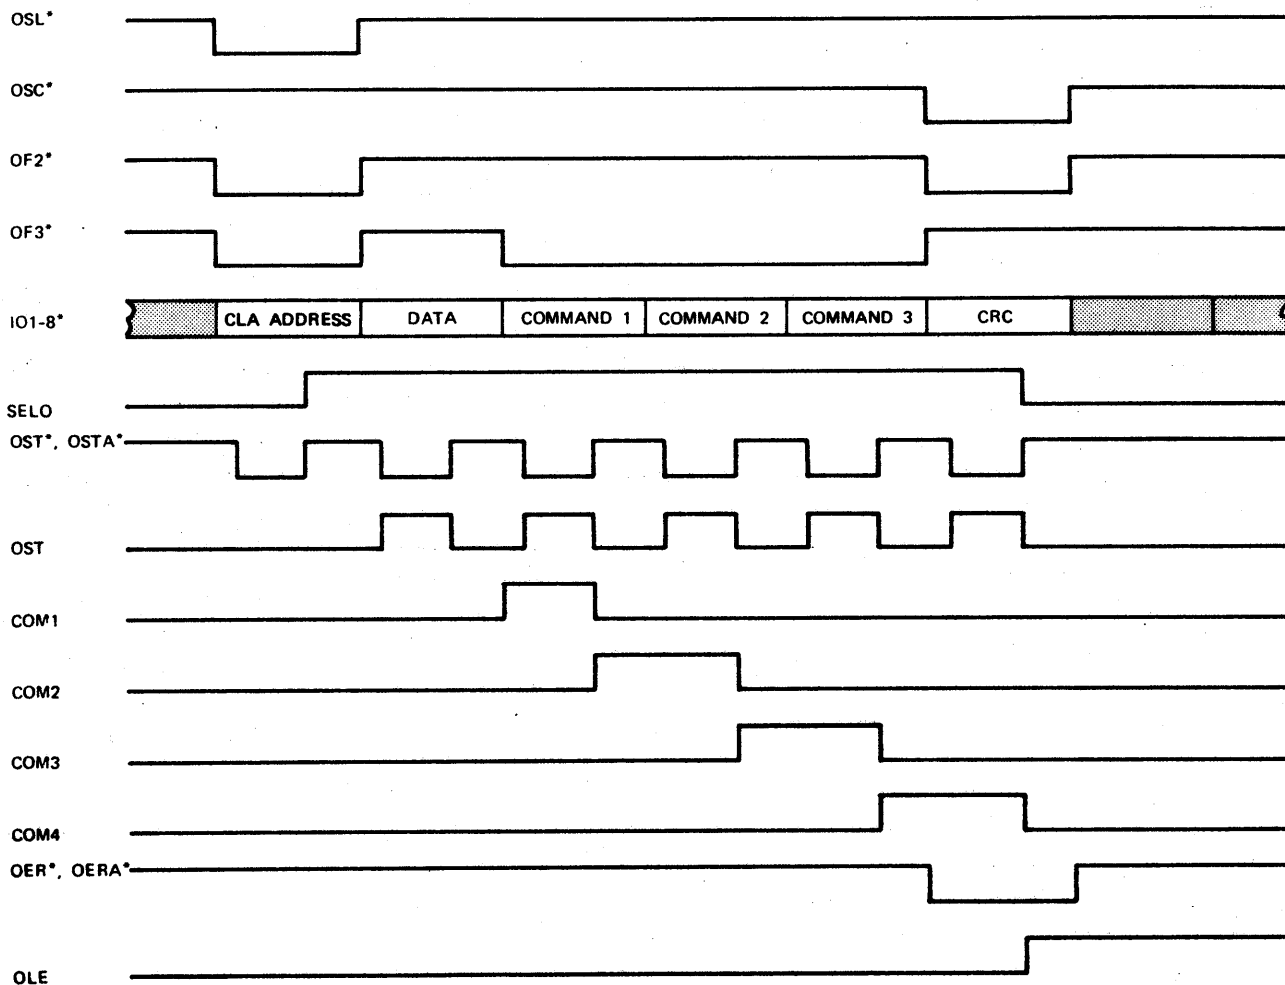 OSL*
OSC*
OF2*
OF3*
IO1-8* CLA ADDRESS DATA COMMAND 1 COMMAND 2 COMMAND 3 CRC
SELO
OST*, OSTA*
OST
COM1
COM2
COM3
COM4
OER*, OERA*
OLE